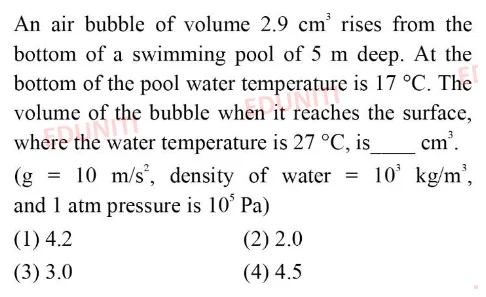 An air bubble of volume 2.9 cm³ rises from the
bottom of a swimming pool of 5 m deep. At the
bottom of the pool water temperature is 17 °C. The
volume of the bubble when it reaches the surface,
where the water temperature is 27 °C, is____ cm³.
(g = 10 m/s², density of water = 10³ kg/m³,
and 1 atm pressure is 10⁵ Pa)
(1) 4.2 (2) 2.0
(3) 3.0 (4) 4.5
EDUNITI
EDUNITI